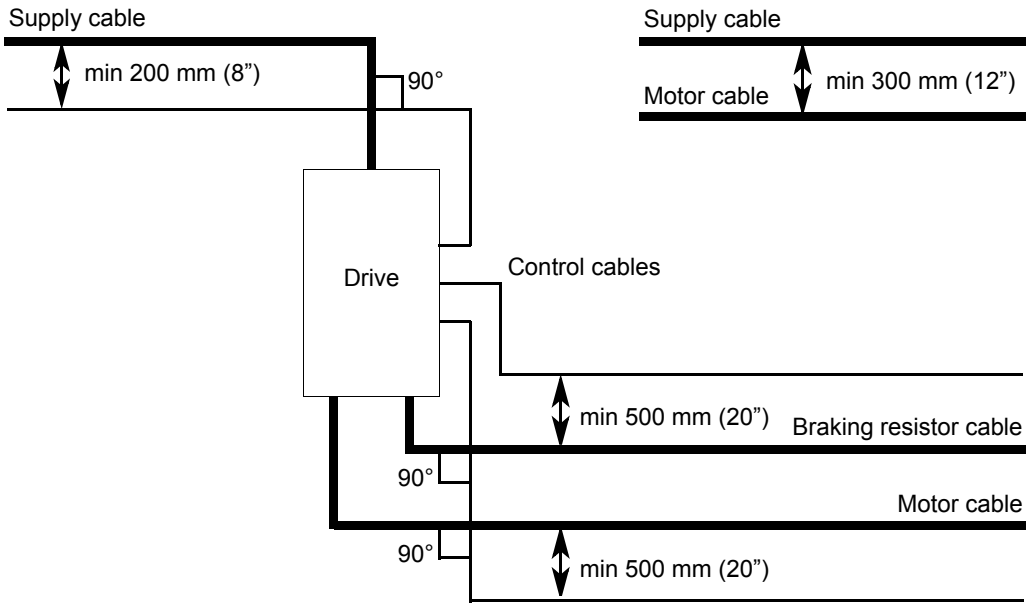 Supply cable
min 200 mm (8”)
90°
Supply cable
min 300 mm (12”)
Motor cable
Drive
Control cables
min 500 mm (20”)
Braking resistor cable
90°
Motor cable
90°
min 500 mm (20”)